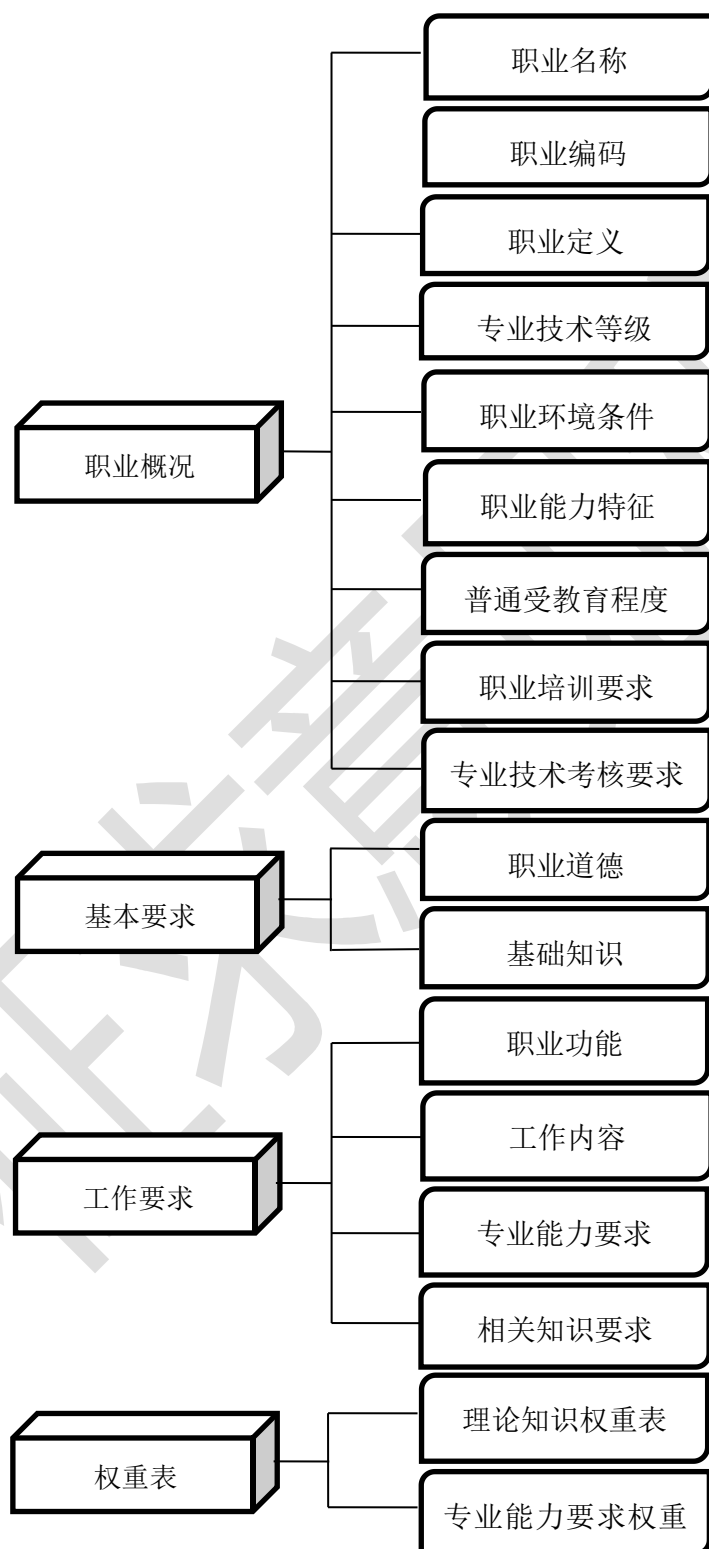 职业名称
职业编码
职业定义
专业技术等级
职业环境条件
职业概况
职业能力特征
普通受教育程度
职业培训要求
专业技术考核要求
职业道德
基本要求
基础知识
职业功能
工作内容
工作要求
专业能力要求
相关知识要求
理论知识权重表
权重表
专业能力要求权重
征求意